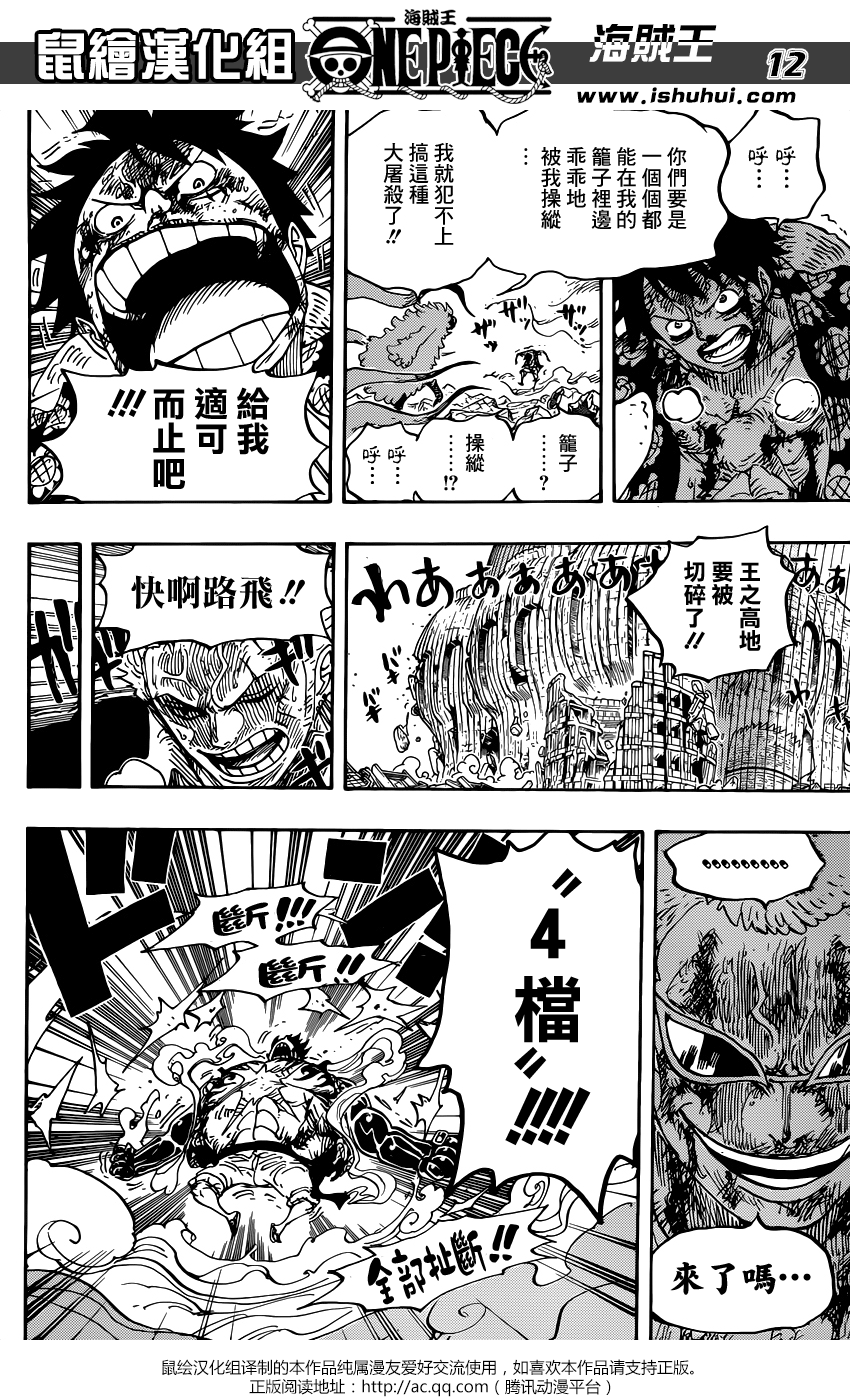 鼠繪漢化組
海賊王
ONE PIECE
海賊王
www.ishuhui.com
12
呼…
呼…
你們要是
一個個都
能在我的
籠子裡邊
乖乖地
被我操縱
…
我就犯不上
搞這種
大屠殺了!!
籠子
……?
操縱
……!?
呼…
呼…
給我
適可
而止吧
!!!
王之高地
要被
切碎了!!
わあぁぁぁあぁ
快啊路飛!!
………
來了嗎…
"4檔"!!!!
ドン
斷!!!
斷!!
全部扯斷!!
鼠绘汉化组译制的本作品纯属漫友爱好交流使用，如喜欢本作品请支持正版。
正版阅读地址：http://ac.qq.com（腾讯动漫平台）